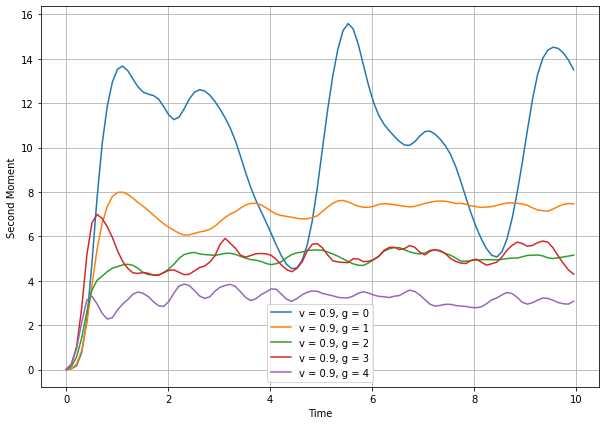 16
14
12
10
8
6
4
2
0
Second Moment
v = 0.9, g = 0
v = 0.9, g = 1
v = 0.9, g = 2
v = 0.9, g = 3
v = 0.9, g = 4
0 2 4 6 8 10
Time